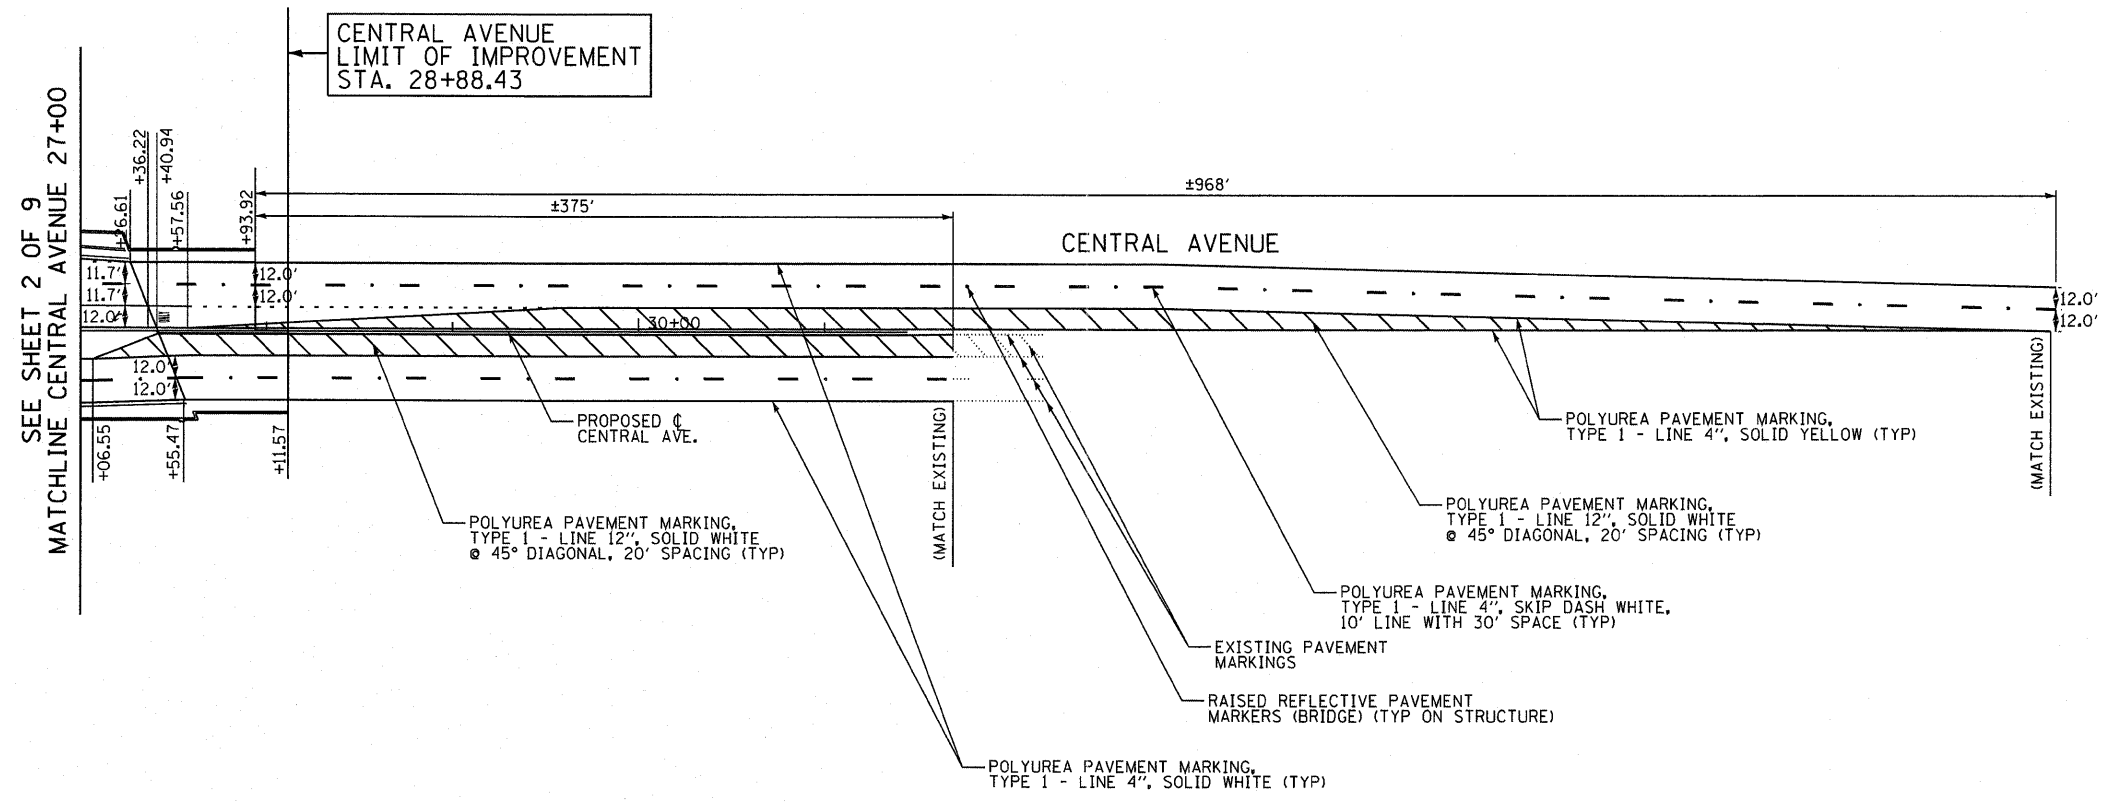 CENTRAL AVENUE
LIMIT OF IMPROVEMENT
STA. 28+88.43
SEE SHEET 2 OF 9
MATCHLINE CENTRAL AVENUE 27+00
+26.61
+36.22
+40.94
+57.56
+93.92
±968'
±375'
CENTRAL AVENUE
11.7'
11.7'
12.0'
12.0'
12.0'
30+00
12.0'
12.0'
12.0'
12.0'
+06.55
+55.47
+11.57
PROPOSED ℄
CENTRAL AVE.
(MATCH EXISTING)
(MATCH EXISTING)
POLYUREA PAVEMENT MARKING,
TYPE 1 - LINE 4", SOLID YELLOW (TYP)
POLYUREA PAVEMENT MARKING,
TYPE 1 - LINE 12", SOLID WHITE
@ 45° DIAGONAL, 20' SPACING (TYP)
POLYUREA PAVEMENT MARKING,
TYPE 1 - LINE 12", SOLID WHITE
@ 45° DIAGONAL, 20' SPACING (TYP)
POLYUREA PAVEMENT MARKING,
TYPE 1 - LINE 4", SKIP DASH WHITE,
10' LINE WITH 30' SPACE (TYP)
EXISTING PAVEMENT
MARKINGS
RAISED REFLECTIVE PAVEMENT
MARKERS (BRIDGE) (TYP ON STRUCTURE)
POLYUREA PAVEMENT MARKING,
TYPE 1 - LINE 4", SOLID WHITE (TYP)